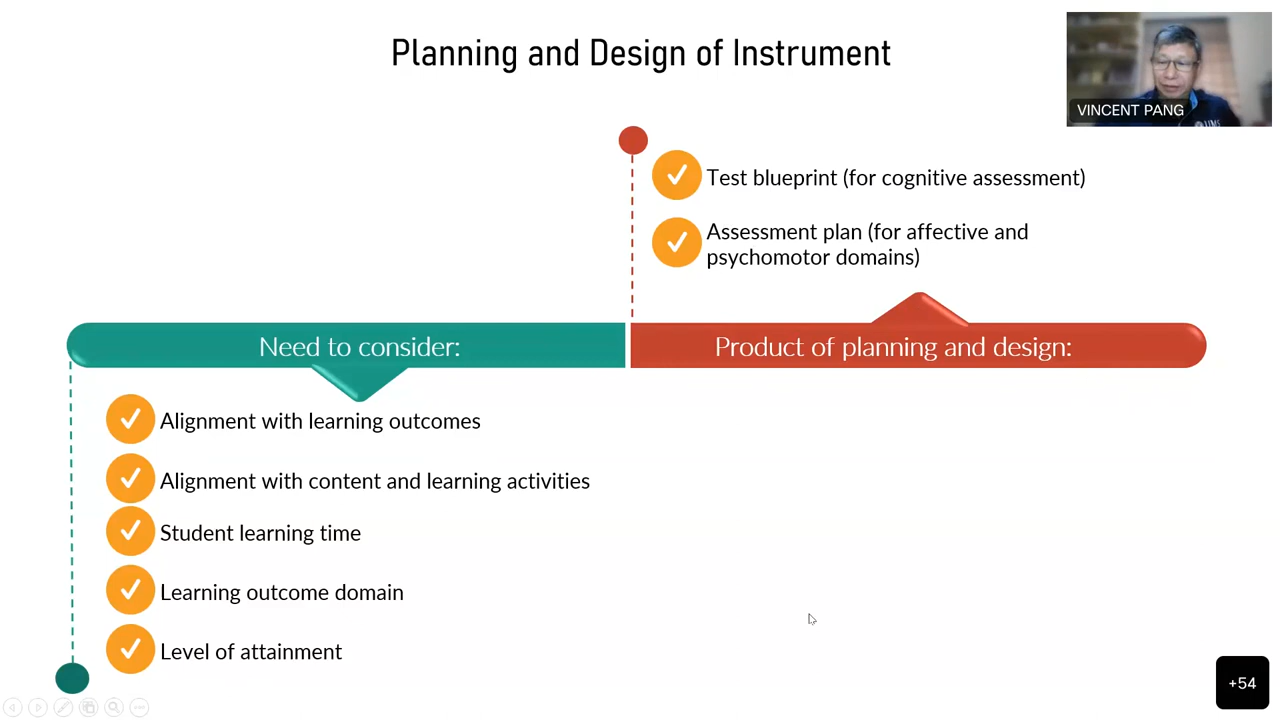 Planning and Design of Instrument
VINCENT PANG
UMS
Test blueprint (for cognitive assessment)
Assessment plan (for affective and
psychomotor domains)
Need to consider:
Product of planning and design:
Alignment with learning outcomes
Alignment with content and learning activities
Student learning time
Learning outcome domain
Level of attainment
+54